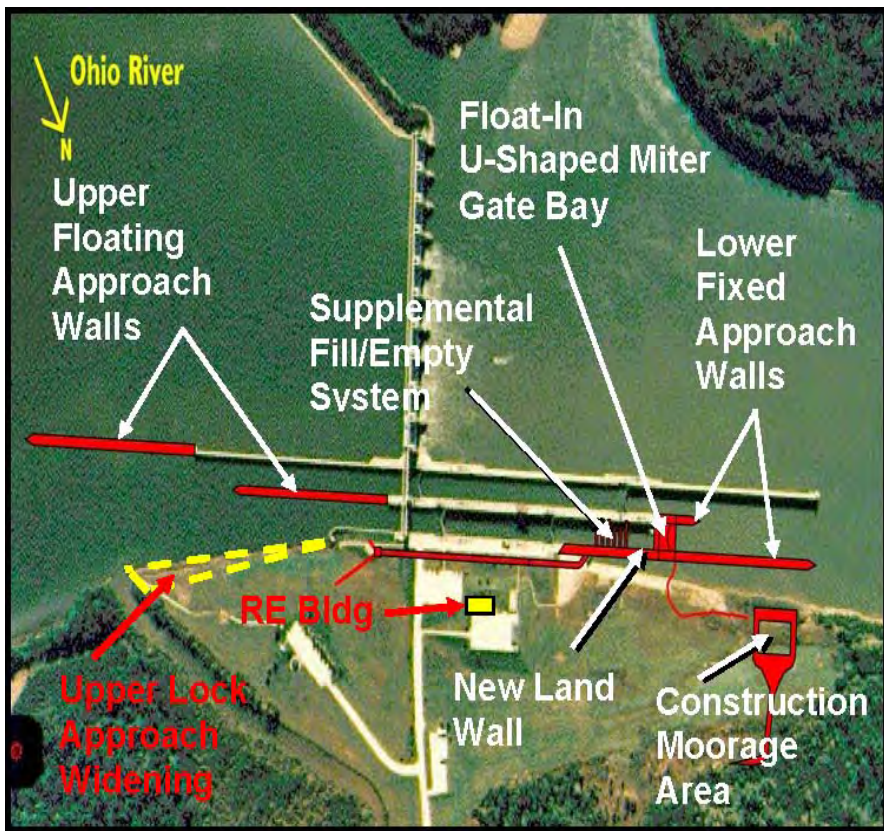 Ohio River
N
Upper
Floating
Approach
Walls
Float-In
U-Shaped Miter
Gate Bay
Lower
Fixed
Approach
Walls
Supplemental
Fill/Empty
System
RE Bldg
Upper Lock
Approach
Widening
New Land
Wall
Construction
Moorage
Area